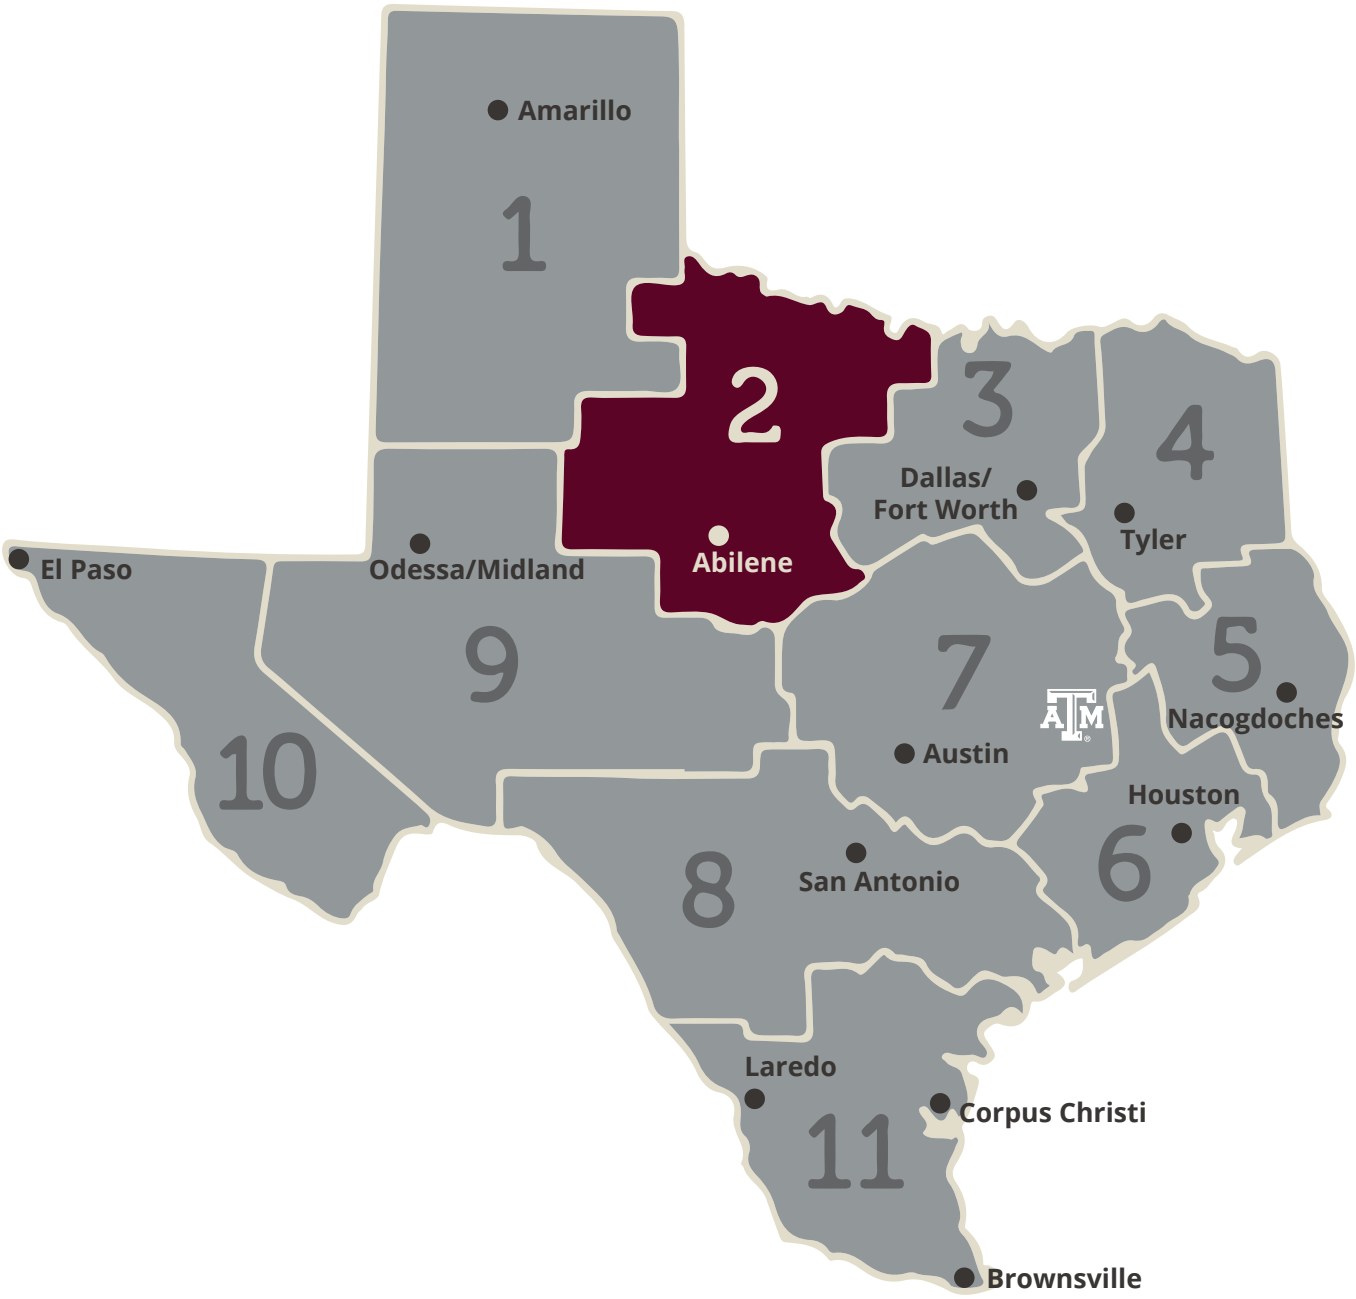 Amarillo
1
2
3
4
Dallas/
Fort Worth
Tyler
Abilene
El Paso
Odessa/Midland
5
7
9
Nacogdoches
ATM
®
Austin
10
Houston
6
8
San Antonio
Laredo
Corpus Christi
11
Brownsville